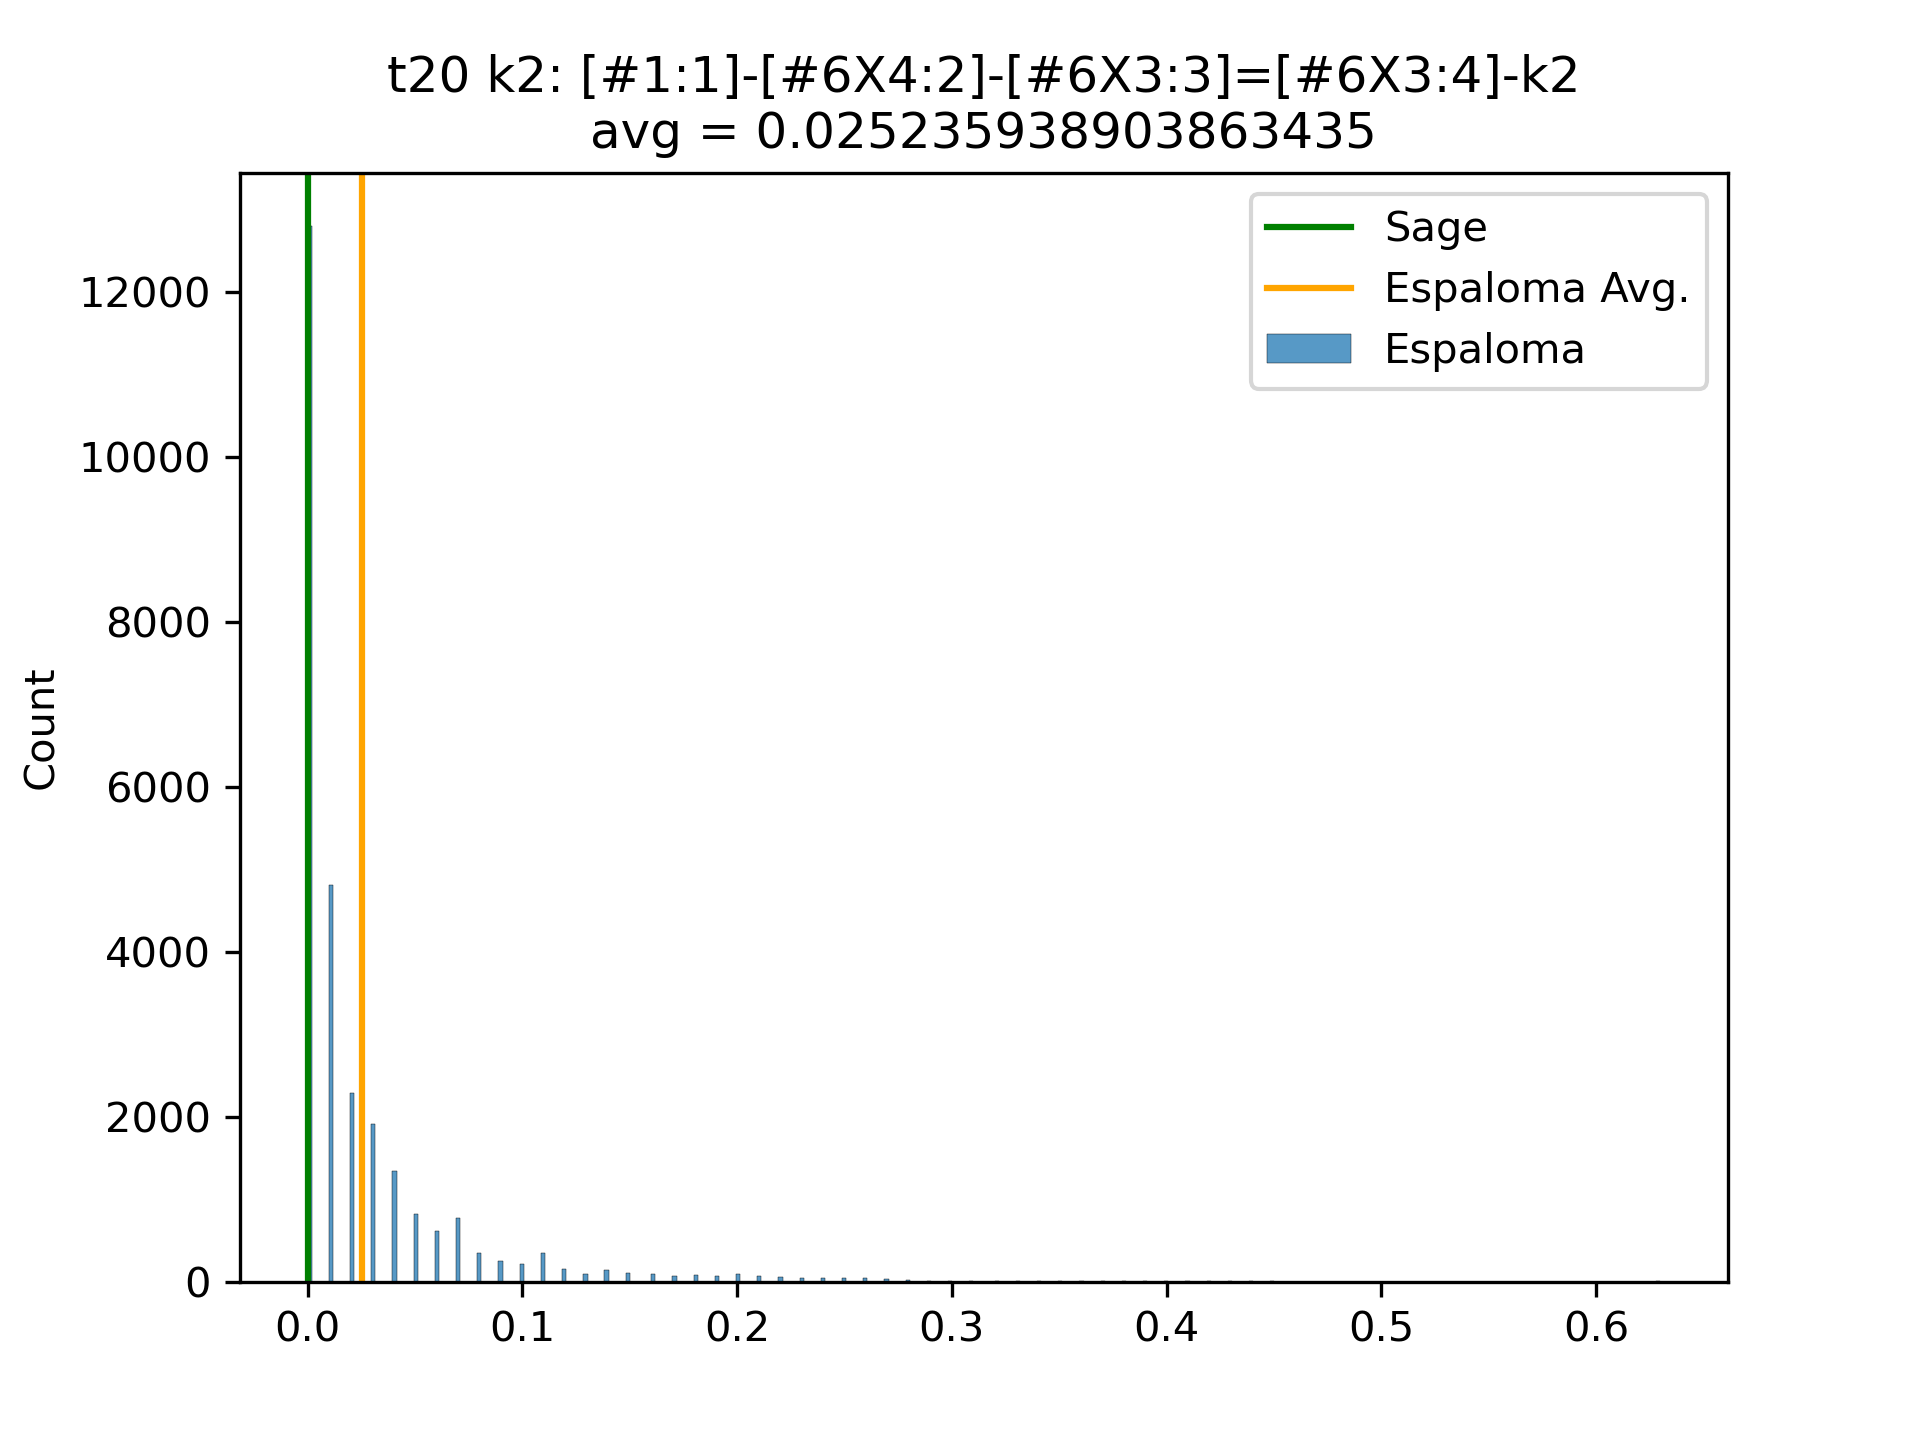 t20 k2: [#1:1]-[#6X4:2]-[#6X3:3]=[#6X3:4]-k2
avg = 0.025235938903863435
Sage
Espaloma Avg.
Espaloma
Count
12000
10000
8000
6000
4000
2000
0
0.0 0.1 0.2 0.3 0.4 0.5 0.6